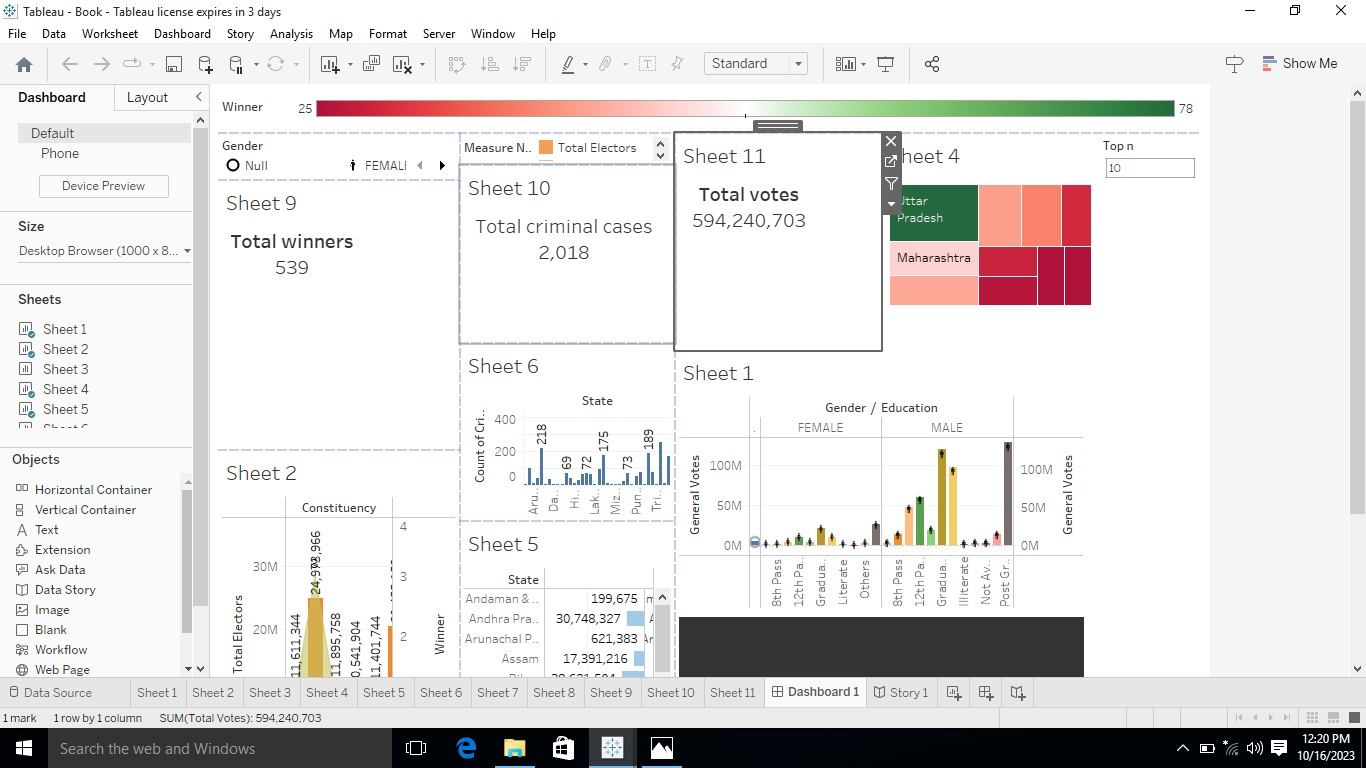 Tableau - Book - Tableau license expires in 3 days
File Data Worksheet Dashboard Story Analysis Map Format Server Window Help
Standard
Show Me
Dashboard
Layout
Default
Phone
Device Preview
Size
Desktop Browser (1000 x 8...
Sheets
Sheet 1
Sheet 2
Sheet 3
Sheet 4
Sheet 5
Objects
Horizontal Container
Vertical Container
Text
Extension
Ask Data
Data Story
Image
Blank
Workflow
Web Page
Winner
25
78
Gender
Null
FEMALI
Measure N..
Total Electors
Sheet 9
Total winners
539
Sheet 10
Total criminal cases
2,018
Sheet 11
Total votes
594,240,703
heet 4
Uttar
Pradesh
Maharashtra
Top n
10
Sheet 6
State
Count of Cri..
400
200
0
218
69
72
175
73
189
Aru..
Da..
Hi..
Lak..
Miz..
Pun..
Tri..
Sheet 1
Gender / Education
FEMALE
MALE
General Votes
100M
50M
0M
100M
50M
0M
General Votes
8th Pass
12th Pa..
Gradua..
Literate
Others
8th Pass
12th Pa..
Gradua..
Illiterate
Not Av..
Post Gr..
Sheet 2
Constituency
30M
20M
Total Electors
11,611,344
11,895,758
11,401,744
4
3
2
Winner
Sheet 5
State
Andaman & .. 199,675
Andhra Pra.. 30,748,327
Arunachal P.. 621,383
Assam 17,391,216
Data Source Sheet 1 Sheet 2 Sheet 3 Sheet 4 Sheet 5 Sheet 6 Sheet 7 Sheet 8 Sheet 9 Sheet 10 Sheet 11 Dashboard 1 Story 1
1 mark 1 row by 1 column SUM(Total Votes): 594,240,703
Search the web and Windows
12:20 PM
10/16/2023